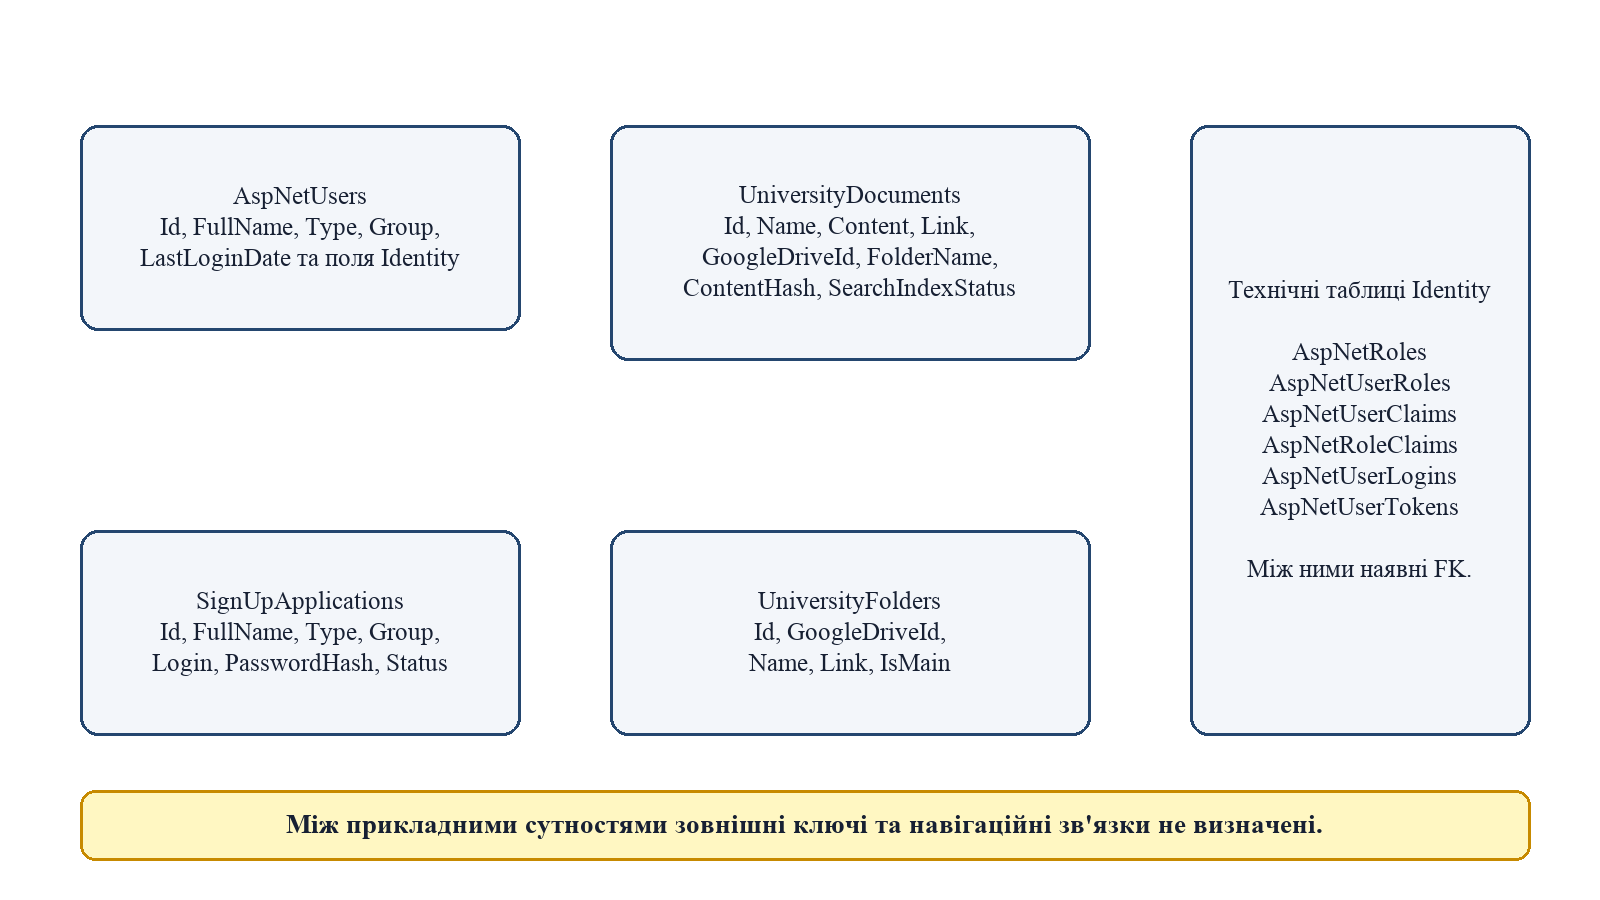 AspNetUsers
Id, FullName, Type, Group,
LastLoginDate та поля Identity
UniversityDocuments
Id, Name, Content, Link,
GoogleDriveId, FolderName,
ContentHash, SearchIndexStatus
SignUpApplications
Id, FullName, Type, Group,
Login, PasswordHash, Status
UniversityFolders
Id, GoogleDriveId,
Name, Link, IsMain
Технічні таблиці Identity
AspNetRoles
AspNetUserRoles
AspNetUserClaims
AspNetRoleClaims
AspNetUserLogins
AspNetUserTokens
Між ними наявні FK.
Між прикладними сутностями зовнішні ключі та навігаційні зв'язки не визначені.